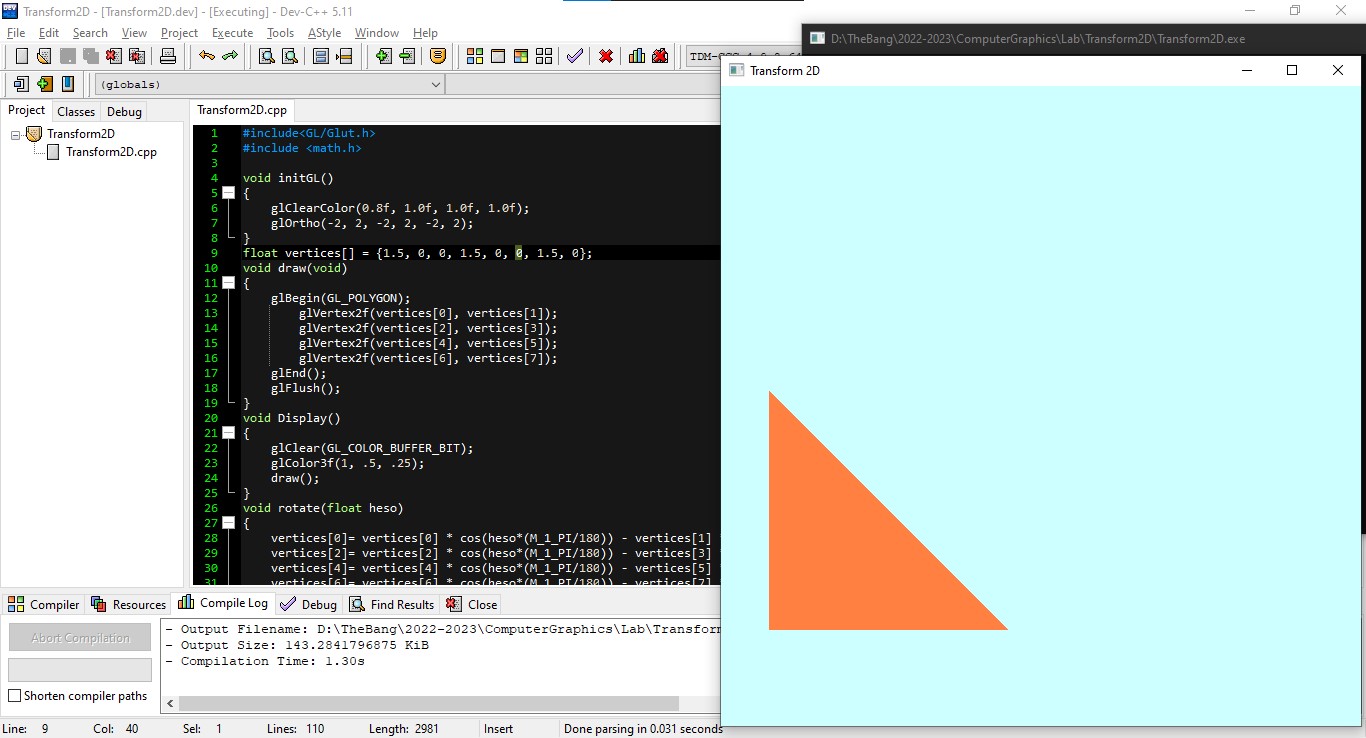 Transform2D - [Transform2D.dev] - [Executing] - Dev-C++ 5.11
File Edit Search View Project Execute Tools AStyle Window Help
(globals)
Project Classes Debug
Transform2D
Transform2D.cpp
Transform2D.cpp
1 #include<GL/Glut.h>
2 #include <math.h>
3
4 void initGL()
5 {
6 glClearColor(0.8f, 1.0f, 1.0f, 1.0f);
7 glOrtho(-2, 2, -2, 2, -2, 2);
8 }
9 float vertices[] = {1.5, 0, 0, 1.5, 0, 0, 1.5, 0};
10 void draw(void)
11 {
12 glBegin(GL_POLYGON);
13 glVertex2f(vertices[0], vertices[1]);
14 glVertex2f(vertices[2], vertices[3]);
15 glVertex2f(vertices[4], vertices[5]);
16 glVertex2f(vertices[6], vertices[7]);
17 glEnd();
18 glFlush();
19 }
20 void Display()
21 {
22 glClear(GL_COLOR_BUFFER_BIT);
23 glColor3f(1, .5, .25);
24 draw();
25 }
26 void rotate(float heso)
27 {
28 vertices[0]= vertices[0] * cos(heso*(M_1_PI/180)) - vertices[1]
29 vertices[2]= vertices[2] * cos(heso*(M_1_PI/180)) - vertices[3]
30 vertices[4]= vertices[4] * cos(heso*(M_1_PI/180)) - vertices[5]
31 vertices[6]= vertices[6] * cos(heso*(M_1_PI/180)) - vertices[7]
Compiler Resources Compile Log Debug Find Results Close
Abort Compilation
Shorten compiler paths
- Output Filename: D:\TheBang\2022-2023\ComputerGraphics\Lab\Transfor
- Output Size: 143.2841796875 KiB
- Compilation Time: 1.30s
Line: 9 Col: 40 Sel: 1 Lines: 110 Length: 2981 Insert Done parsing in 0.031 seconds
D:\TheBang\2022-2023\ComputerGraphics\Lab\Transform2D\Transform2D.exe
Transform 2D